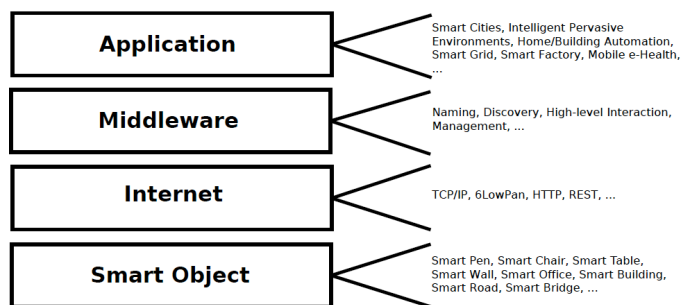 Application
Smart Cities, Intelligent Pervasive
Environments, Home/Building Automation,
Smart Grid, Smart Factory, Mobile e-Health,
...
Middleware
Naming, Discovery, High-level Interaction,
Management, ...
Internet
TCP/IP, 6LowPan, HTTP, REST, ...
Smart Object
Smart Pen, Smart Chair, Smart Table,
Smart Wall, Smart Office, Smart Building,
Smart Road, Smart Bridge, ...